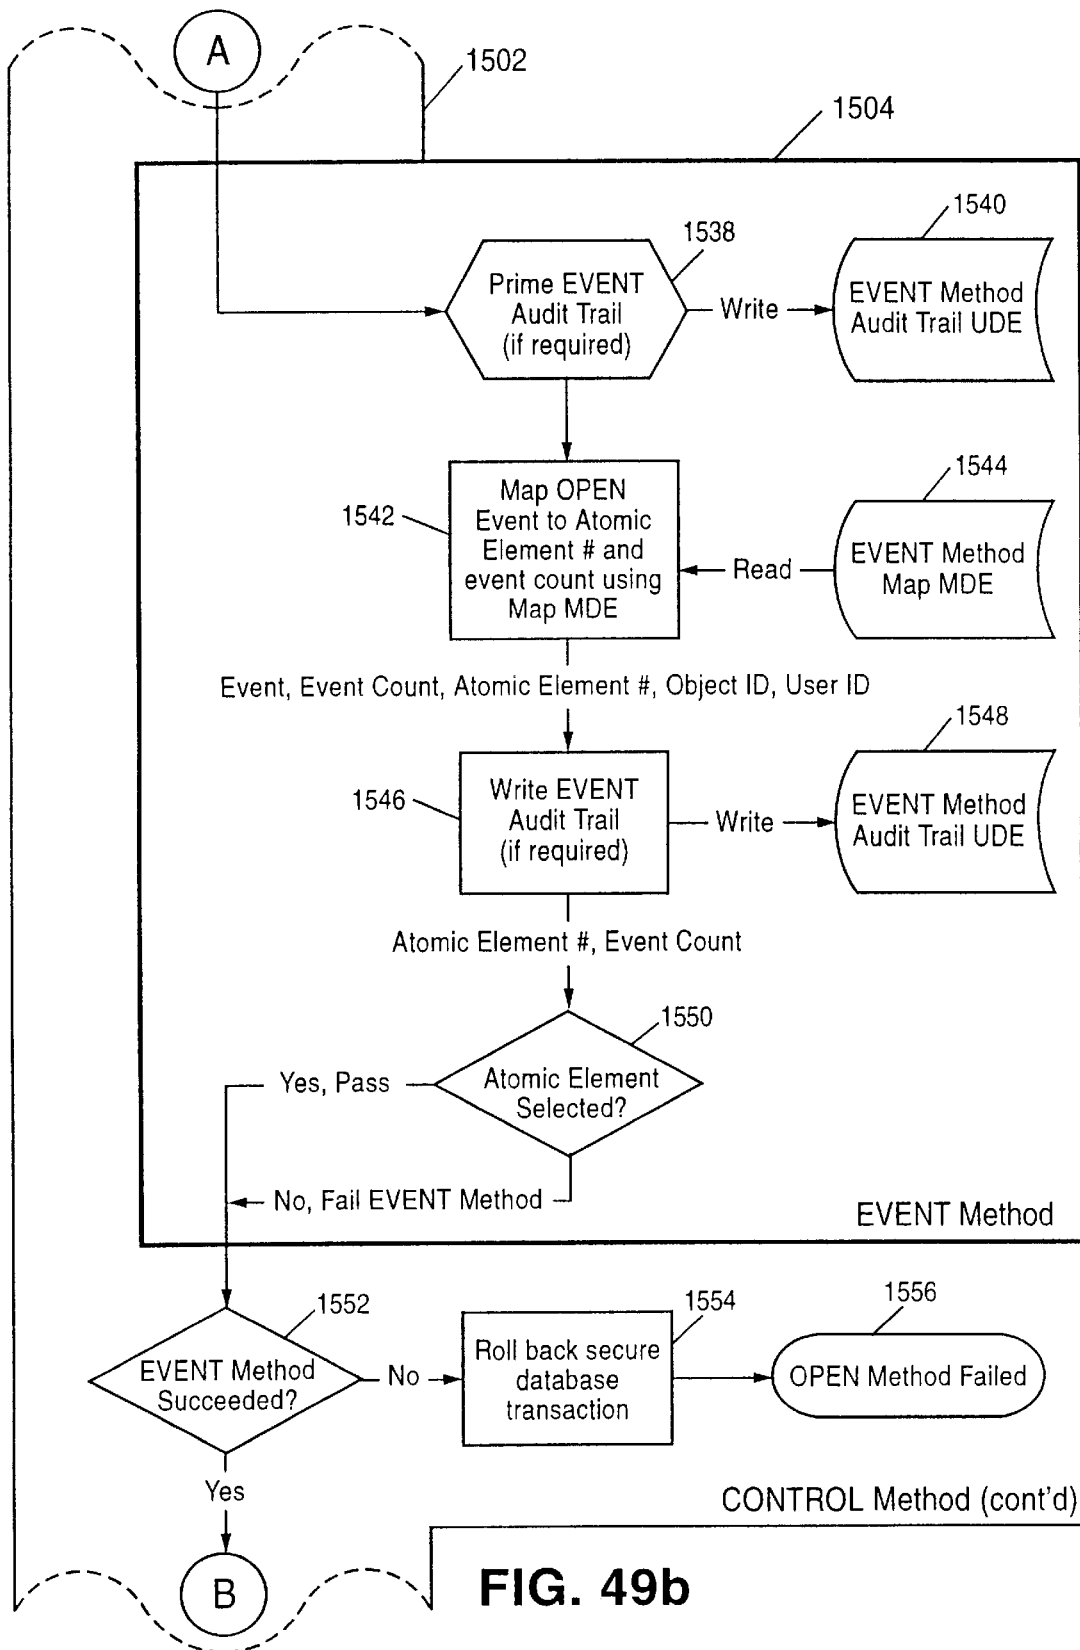 A
1502
1504
1540
1538
Prime EVENT
Audit Trail
(if required)
Write
EVENT Method
Audit Trail UDE
1544
1542
Map OPEN
Event to Atomic
Element # and
event count using
Map MDE
Read
EVENT Method
Map MDE
Event, Event Count, Atomic Element #, Object ID, User ID
1548
1546
Write EVENT
Audit Trail
(if required)
Write
EVENT Method
Audit Trail UDE
Atomic Element #, Event Count
1550
Yes, Pass
Atomic Element
Selected?
No, Fail EVENT Method
EVENT Method
1552
1554
1556
EVENT Method
Succeeded?
No
Roll back secure
database
transaction
OPEN Method Failed
Yes
CONTROL Method (cont'd)
B
FIG. 49b